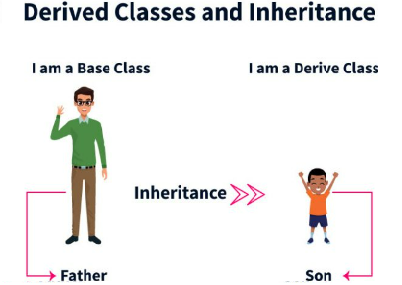 Derived Classes and Inheritance
I am a Base Class
I am a Derive Class
Inheritance
Father
Son